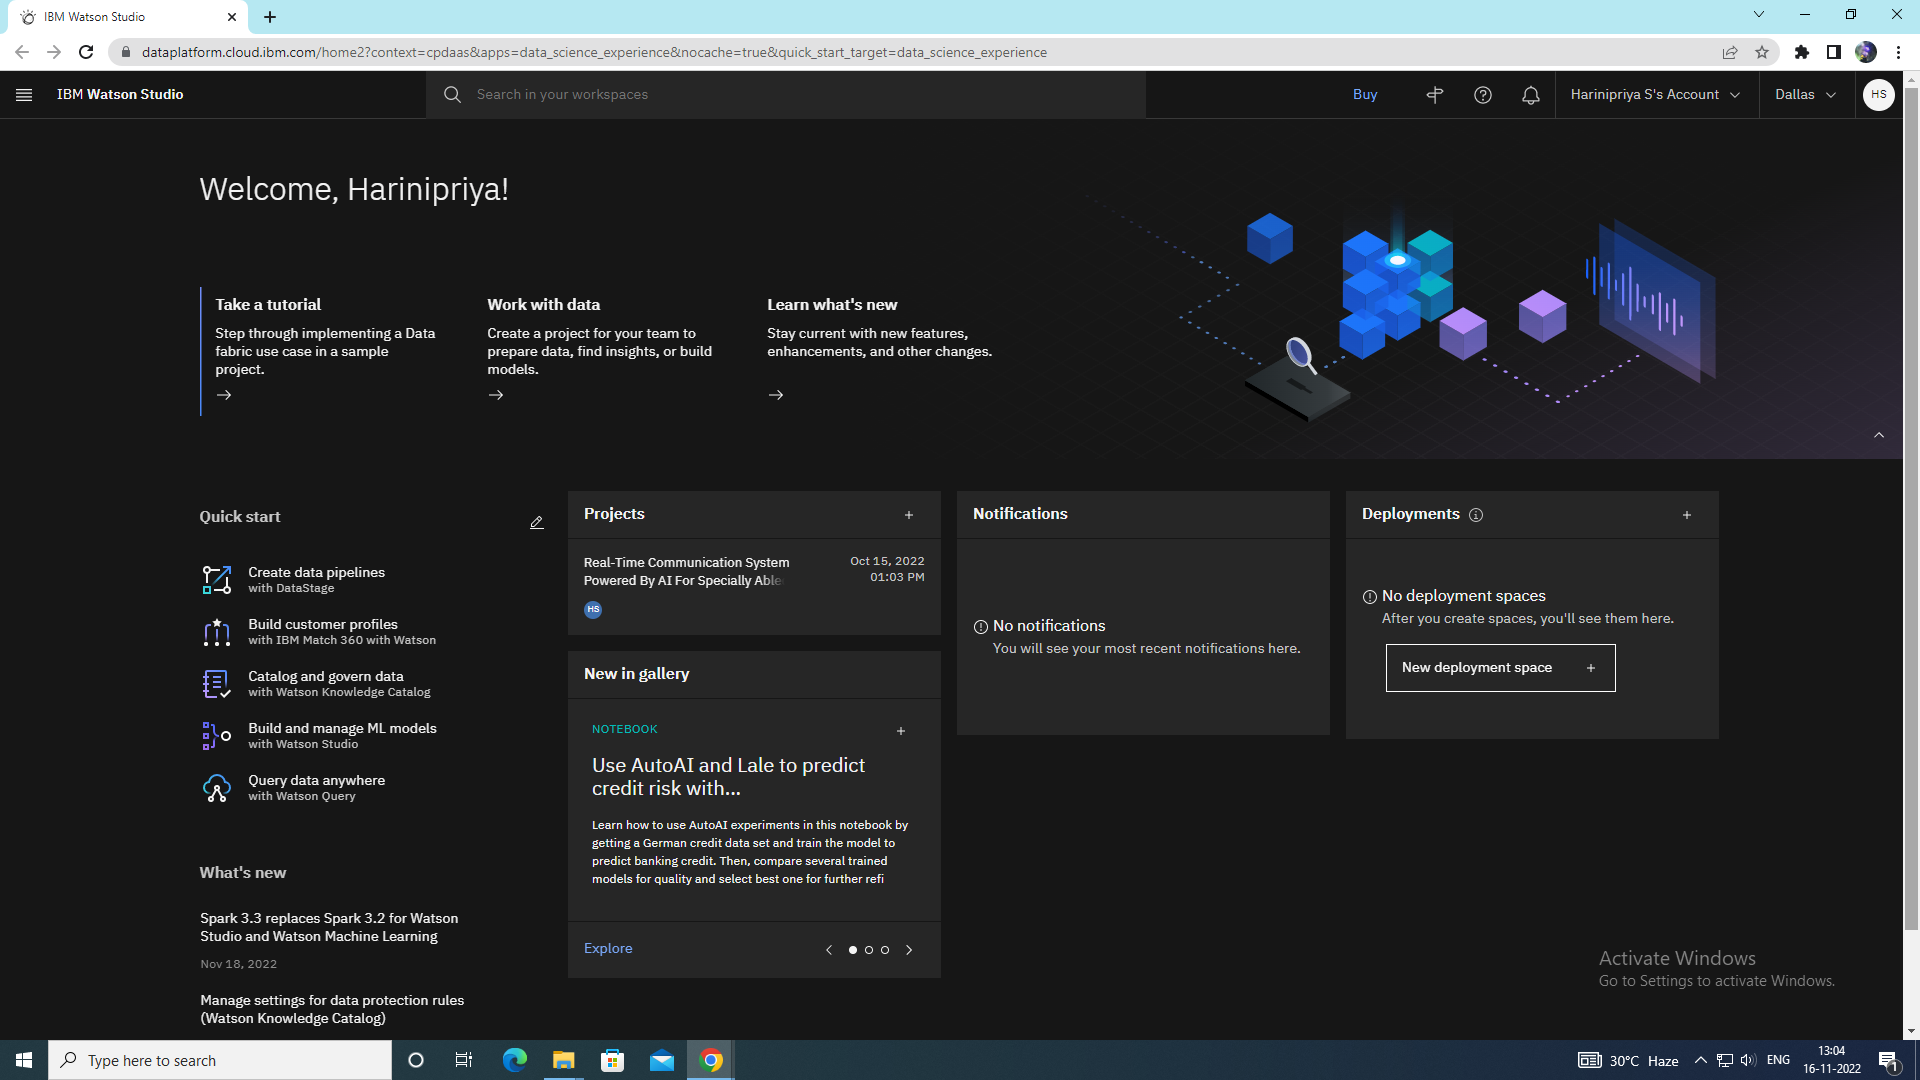 IBM Watson Studio
dataplatform.cloud.ibm.com/home2?context=cpdaas&apps=data_science_experience&nocache=true&quick_start_target=data_science_experience
IBM Watson Studio
Search in your workspaces
Buy
Harinipriya S's Account
Dallas
HS
Welcome, Harinipriya!
Take a tutorial
Step through implementing a Data
fabric use case in a sample
project.
Work with data
Create a project for your team to
prepare data, find insights, or build
models.
Learn what's new
Stay current with new features,
enhancements, and other changes.
Quick start
Create data pipelines
with DataStage
Build customer profiles
with IBM Match 360 with Watson
Catalog and govern data
with Watson Knowledge Catalog
Build and manage ML models
with Watson Studio
Query data anywhere
with Watson Query
What's new
Spark 3.3 replaces Spark 3.2 for Watson
Studio and Watson Machine Learning
Nov 18, 2022
Manage settings for data protection rules
(Watson Knowledge Catalog)
Projects
Real-Time Communication System
Powered By AI For Specially Able
Oct 15, 2022
01:03 PM
HS
New in gallery
NOTEBOOK
Use AutoAI and Lale to predict
credit risk with...
Learn how to use AutoAI experiments in this notebook by
getting a German credit data set and train the model to
predict banking credit. Then, compare several trained
models for quality and select best one for further refi
Explore
Notifications
No notifications
You will see your most recent notifications here.
Deployments
No deployment spaces
After you create spaces, you'll see them here.
New deployment space
Activate Windows
Go to Settings to activate Windows.
Type here to search
30°C Haze
ENG
13:04
16-11-2022
1